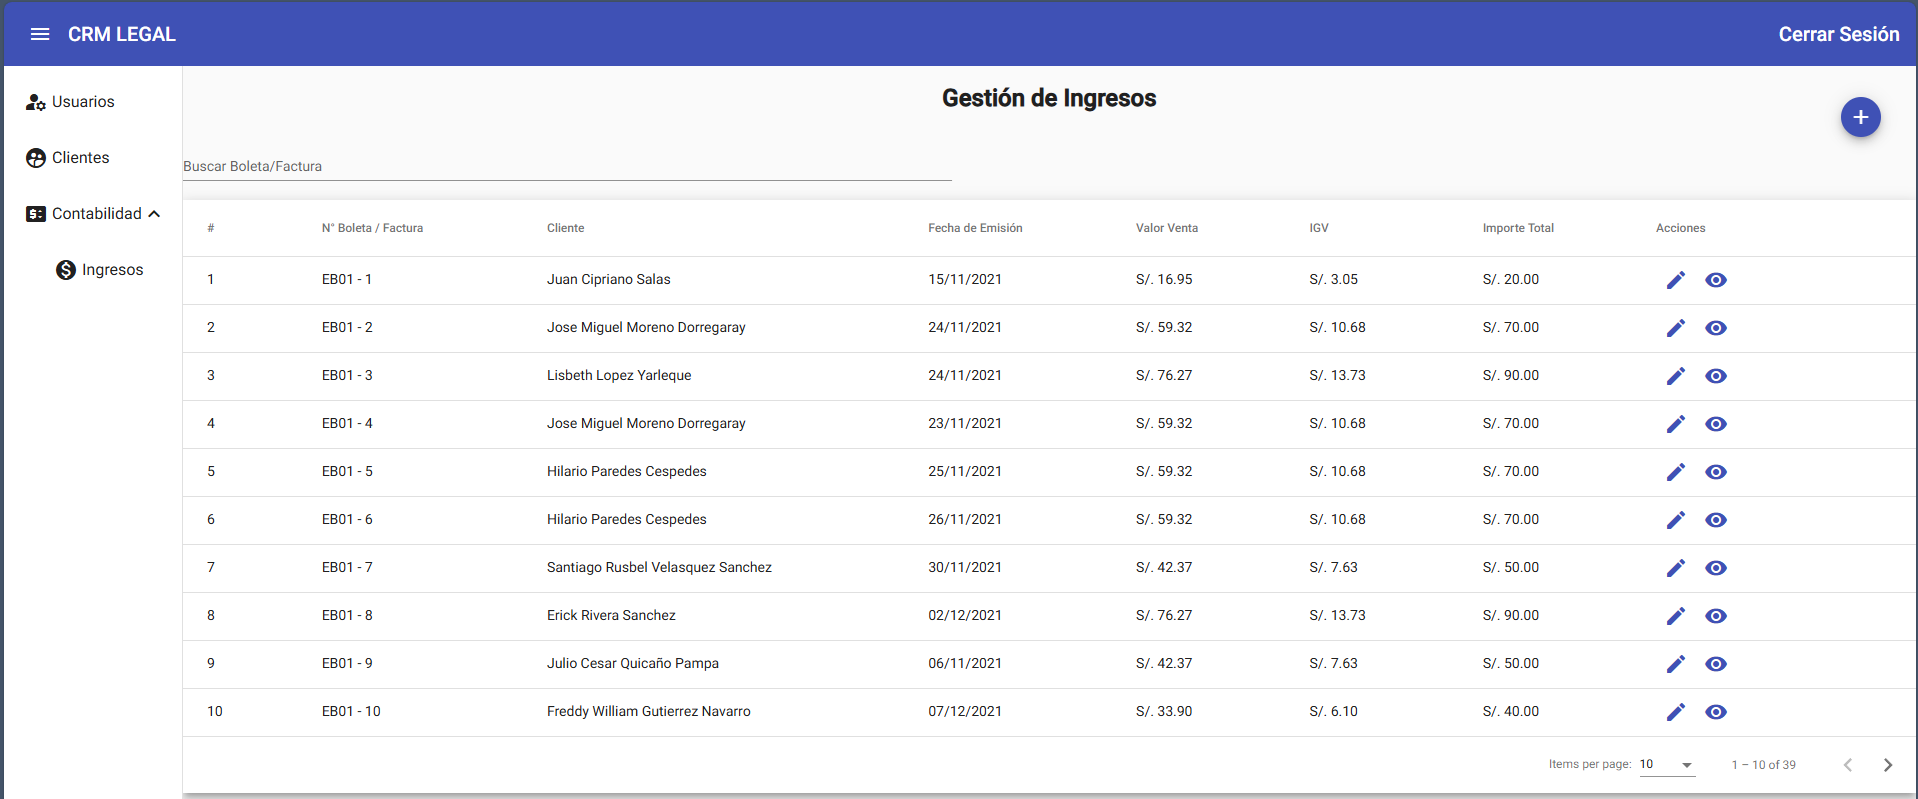 CRM LEGAL
Cerrar Sesión
Usuarios
Clientes
Contabilidad
Ingresos
Gestión de Ingresos
+
Buscar Boleta/Factura
# N° Boleta / Factura Cliente Fecha de Emisión Valor Venta IGV Importe Total Acciones
1 EB01 - 1 Juan Cipriano Salas 15/11/2021 S/. 16.95 S/. 3.05 S/. 20.00
2 EB01 - 2 Jose Miguel Moreno Dorregaray 24/11/2021 S/. 59.32 S/. 10.68 S/. 70.00
3 EB01 - 3 Lisbeth Lopez Yarleque 24/11/2021 S/. 76.27 S/. 13.73 S/. 90.00
4 EB01 - 4 Jose Miguel Moreno Dorregaray 23/11/2021 S/. 59.32 S/. 10.68 S/. 70.00
5 EB01 - 5 Hilario Paredes Cespedes 25/11/2021 S/. 59.32 S/. 10.68 S/. 70.00
6 EB01 - 6 Hilario Paredes Cespedes 26/11/2021 S/. 59.32 S/. 10.68 S/. 70.00
7 EB01 - 7 Santiago Rusbel Velasquez Sanchez 30/11/2021 S/. 42.37 S/. 7.63 S/. 50.00
8 EB01 - 8 Erick Rivera Sanchez 02/12/2021 S/. 76.27 S/. 13.73 S/. 90.00
9 EB01 - 9 Julio Cesar Quicaño Pampa 06/11/2021 S/. 42.37 S/. 7.63 S/. 50.00
10 EB01 - 10 Freddy William Gutierrez Navarro 07/12/2021 S/. 33.90 S/. 6.10 S/. 40.00
Items per page: 10 1 – 10 of 39